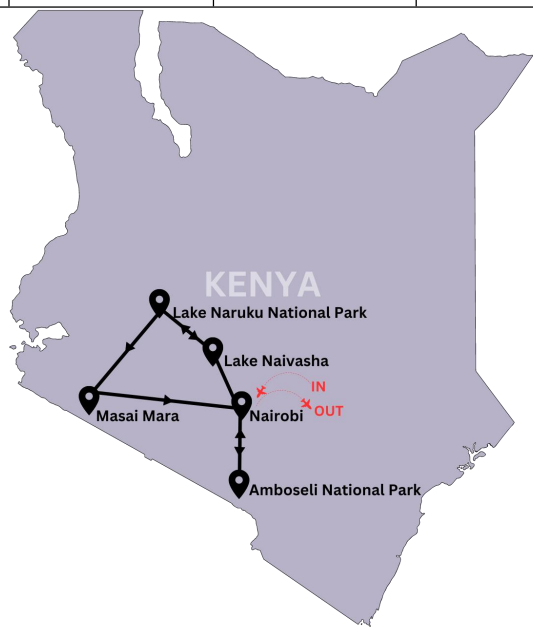 KENYA
Lake Naruku National Park
Lake Naivasha
IN
Masai Mara
Nairobi
OUT
Amboseli National Park